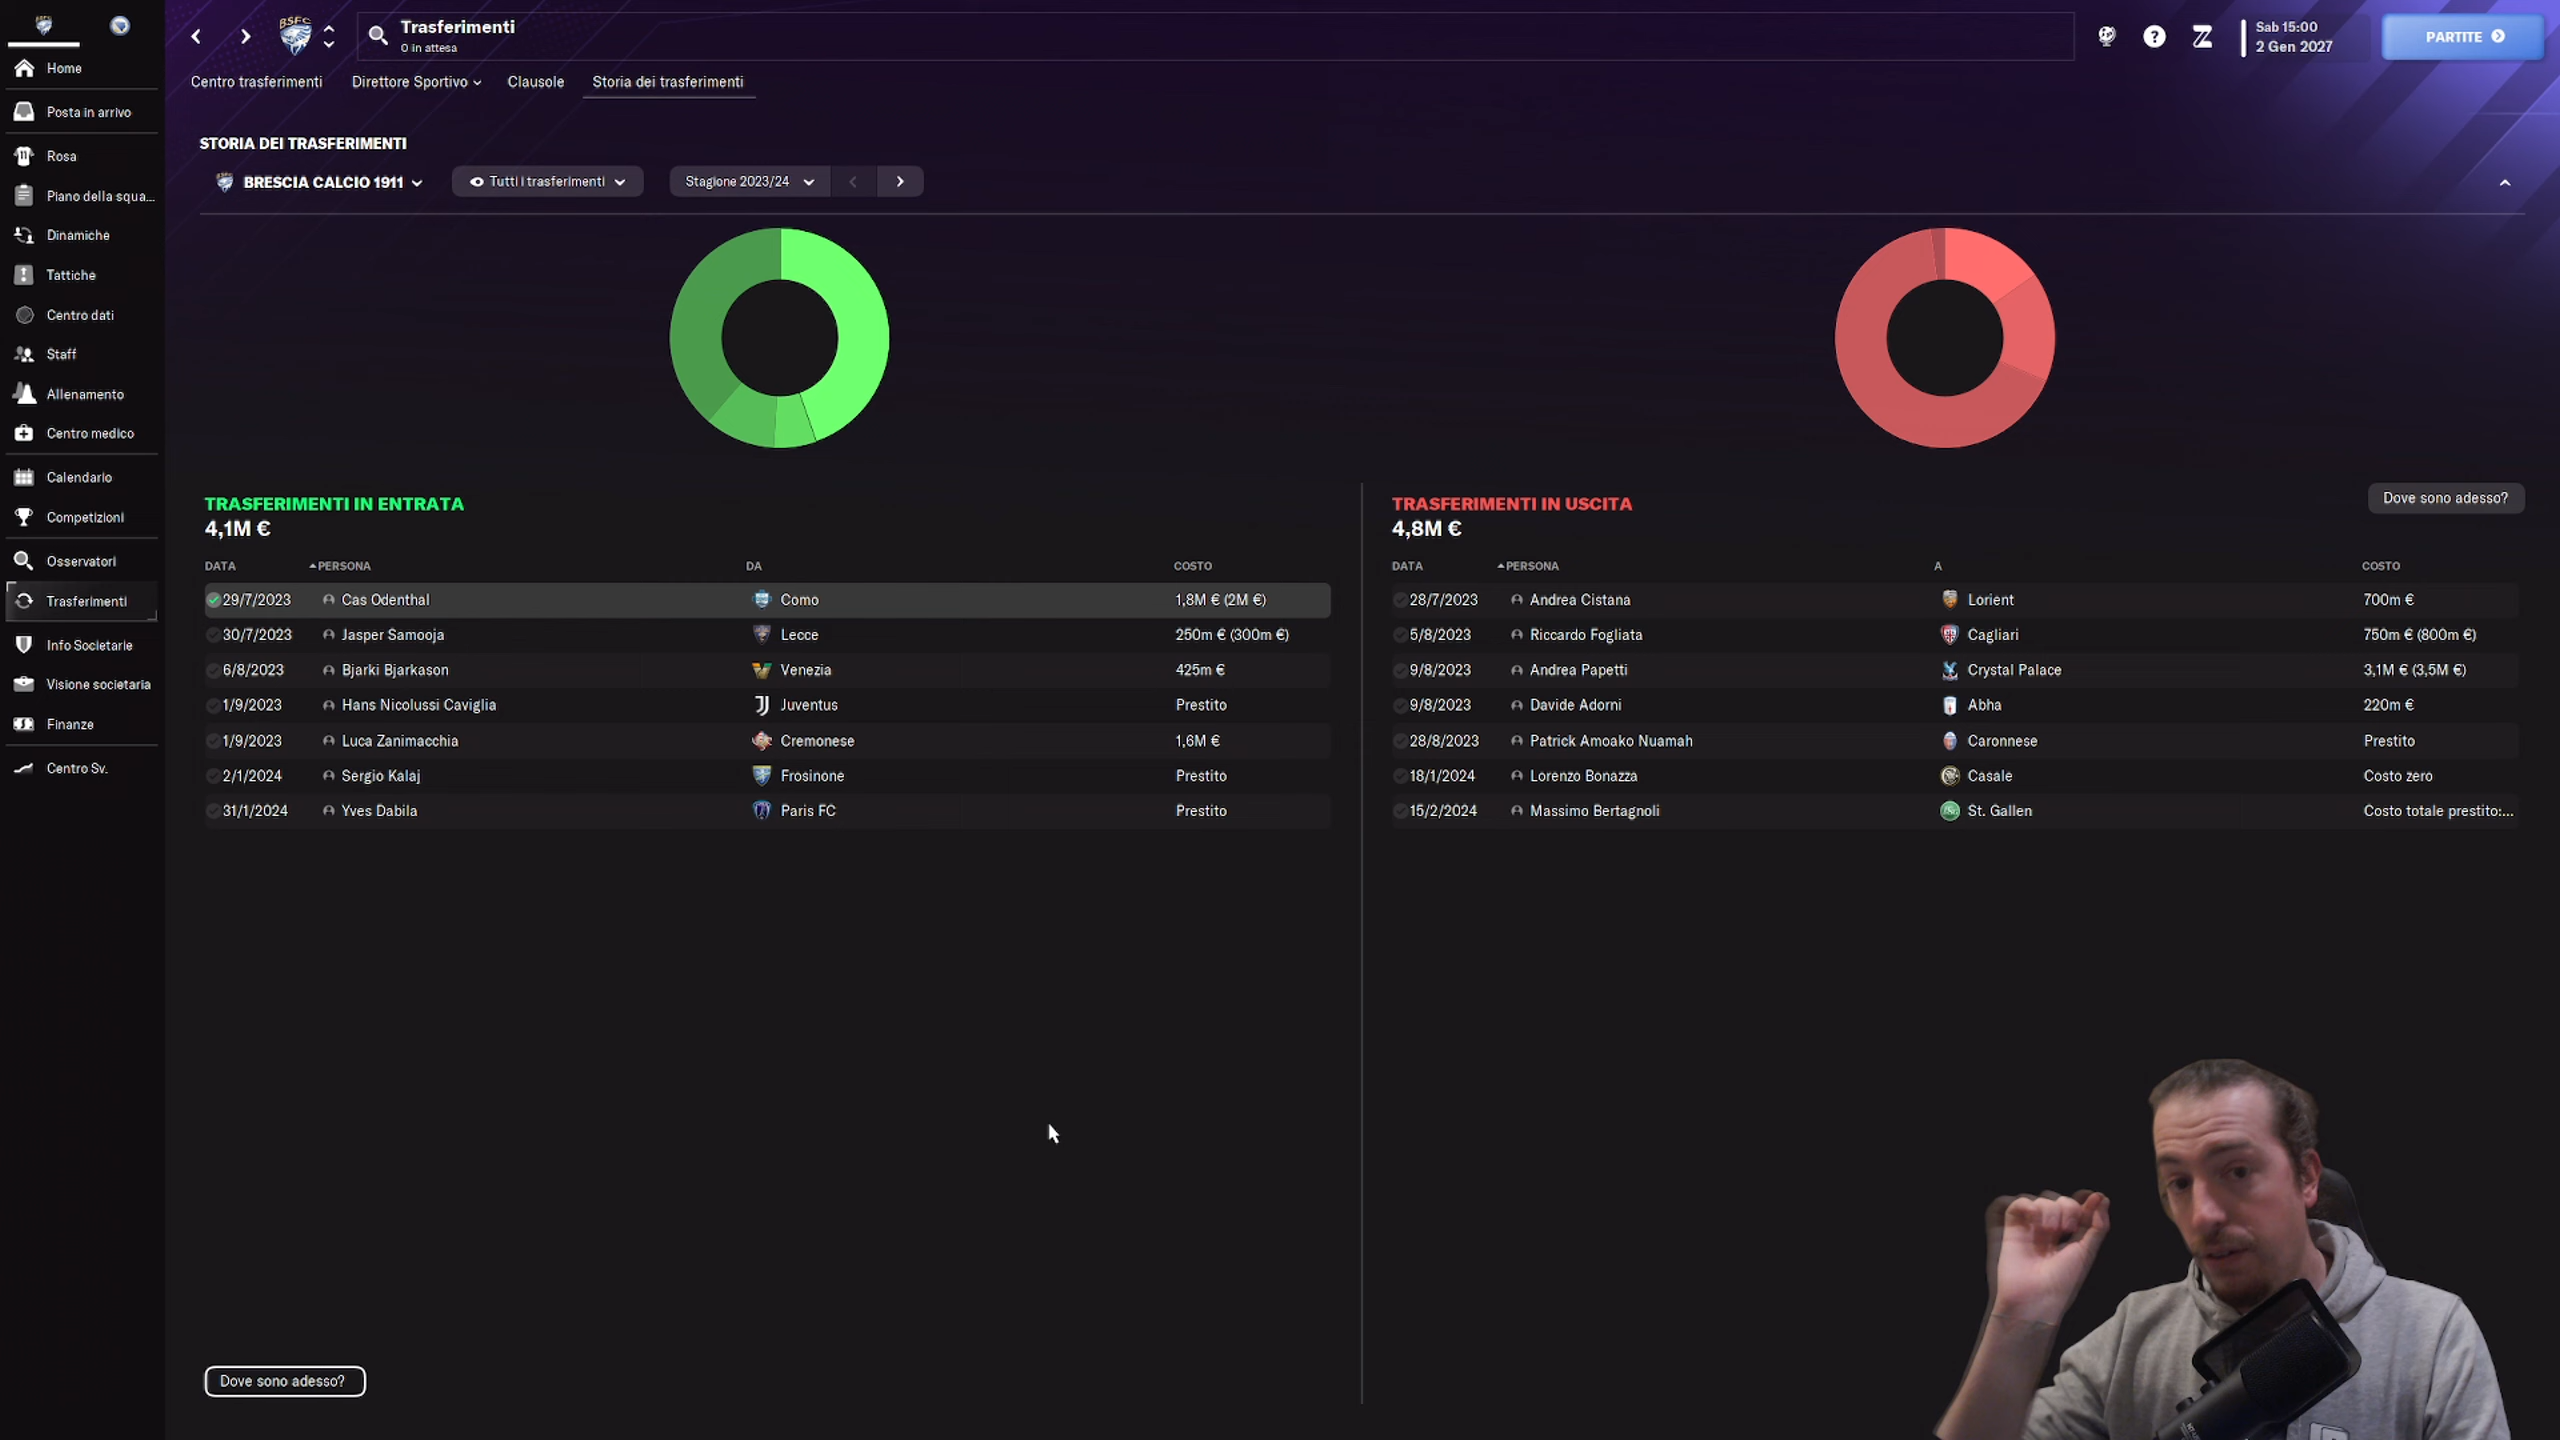 Home
Posta in arrivo
Rosa
Piano della squa...
Dinamiche
Tattiche
Centro dati
Staff
Allenamento
Centro medico
Calendario
Competizioni
Osservatori
Trasferimenti
Info Societarie
Visione societaria
Finanze
Centro Sv.
BSFC
Trasferimenti
0 in attesa
Sab 15:00
2 Gen 2027
PARTITE
Centro trasferimenti Direttore Sportivo Clausole Storia dei trasferimenti
STORIA DEI TRASFERIMENTI
BRESCIA CALCIO 1911 Tutti i trasferimenti Stagione 2023/24
TRASFERIMENTI IN ENTRATA
4,1M €
DATA PERSONA DA COSTO
29/7/2023 Cas Odenthal Como 1,8M € (2M €)
30/7/2023 Jasper Samooja Lecce 250m € (300m €)
6/8/2023 Bjarki Bjarkason Venezia 425m €
1/9/2023 Hans Nicolussi Caviglia Juventus Prestito
1/9/2023 Luca Zanimacchia Cremonese 1,6M €
2/1/2024 Sergio Kalaj Frosinone Prestito
31/1/2024 Yves Dabila Paris FC Prestito
Dove sono adesso?
TRASFERIMENTI IN USCITA
4,8M €
Dove sono adesso?
DATA PERSONA A COSTO
28/7/2023 Andrea Cistana Lorient 700m €
5/8/2023 Riccardo Fogliata Cagliari 750m € (800m €)
9/8/2023 Andrea Papetti Crystal Palace 3,1M € (3,5M €)
9/8/2023 Davide Adorni Abha 220m €
28/8/2023 Patrick Amoako Nuamah Caronnese Prestito
18/1/2024 Lorenzo Bonazza Casale Costo zero
15/2/2024 Massimo Bertagnoli St. Gallen Costo totale prestito:...